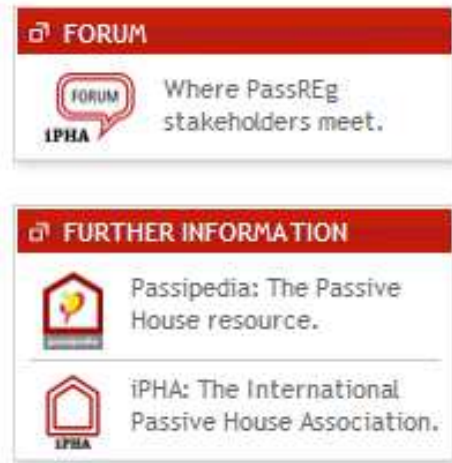 FORUM
FORUM
iPHA
Where PassREg
stakeholders meet.
FURTHER INFORMATION
Passipedia: The Passive
House resource.
iPHA
iPHA: The International
Passive House Association.